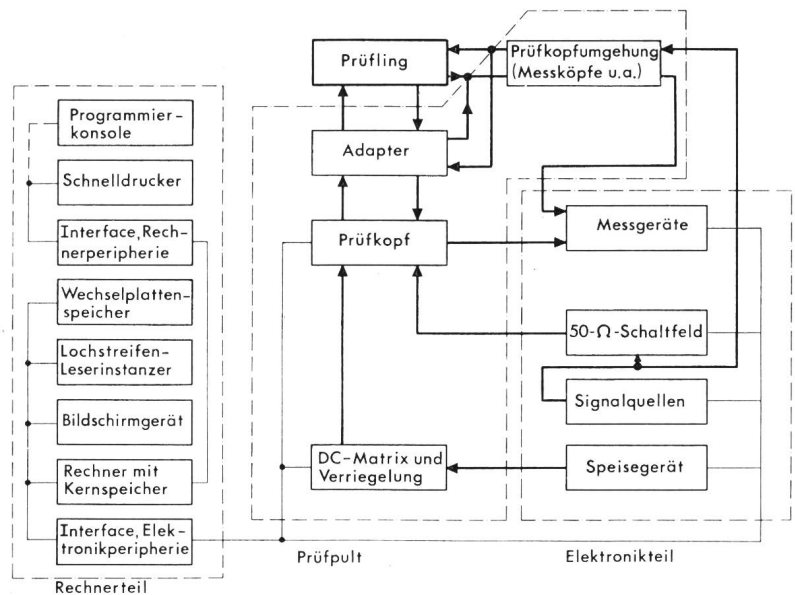 Programmier-
konsole
Schnelldrucker
Interface, Rech-
nerperipherie
Wechselplatten-
speicher
Lochstreifen-
Leserinstanzer
Bildschirmgerät
Rechner mit
Kernspeicher
Interface, Elek-
tronikperipherie
Rechnerteil
Prüfling
Adapter
Prüfkopf
DC-Matrix und
Verriegelung
Prüfpult
Prüfkopfumgehung
(Messköpfe u.a.)
Messgeräte
50-Ω-Schaltfeld
Signalquellen
Speisegerät
Elektronikteil